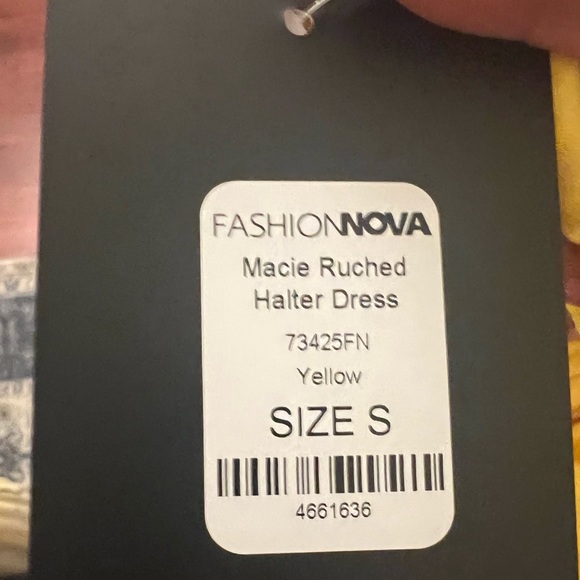 FASHIONNOVA
Macie Ruched
Halter Dress
73425FN
Yellow
SIZE S
4661636